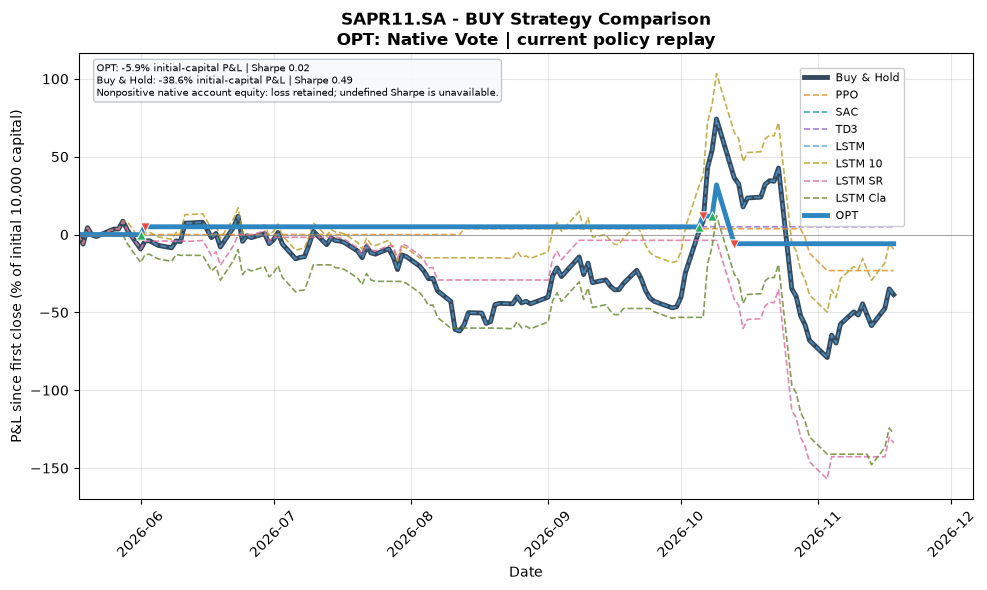 SAPR11.SA - BUY Strategy Comparison
OPT: Native Vote | current policy replay
OPT: -5.9% initial-capital P&L | Sharpe 0.02
Buy & Hold: -38.6% initial-capital P&L | Sharpe 0.49
Nonpositive native account equity: loss retained; undefined Sharpe is unavailable.
Buy & Hold
PPO
SAC
TD3
LSTM
LSTM 10
LSTM SR
LSTM Cla
OPT
P&L since first close (% of initial 10,000 capital)
100
50
0
−50
−100
−150
2026-06
2026-07
2026-08
2026-09
2026-10
2026-11
2026-12
Date